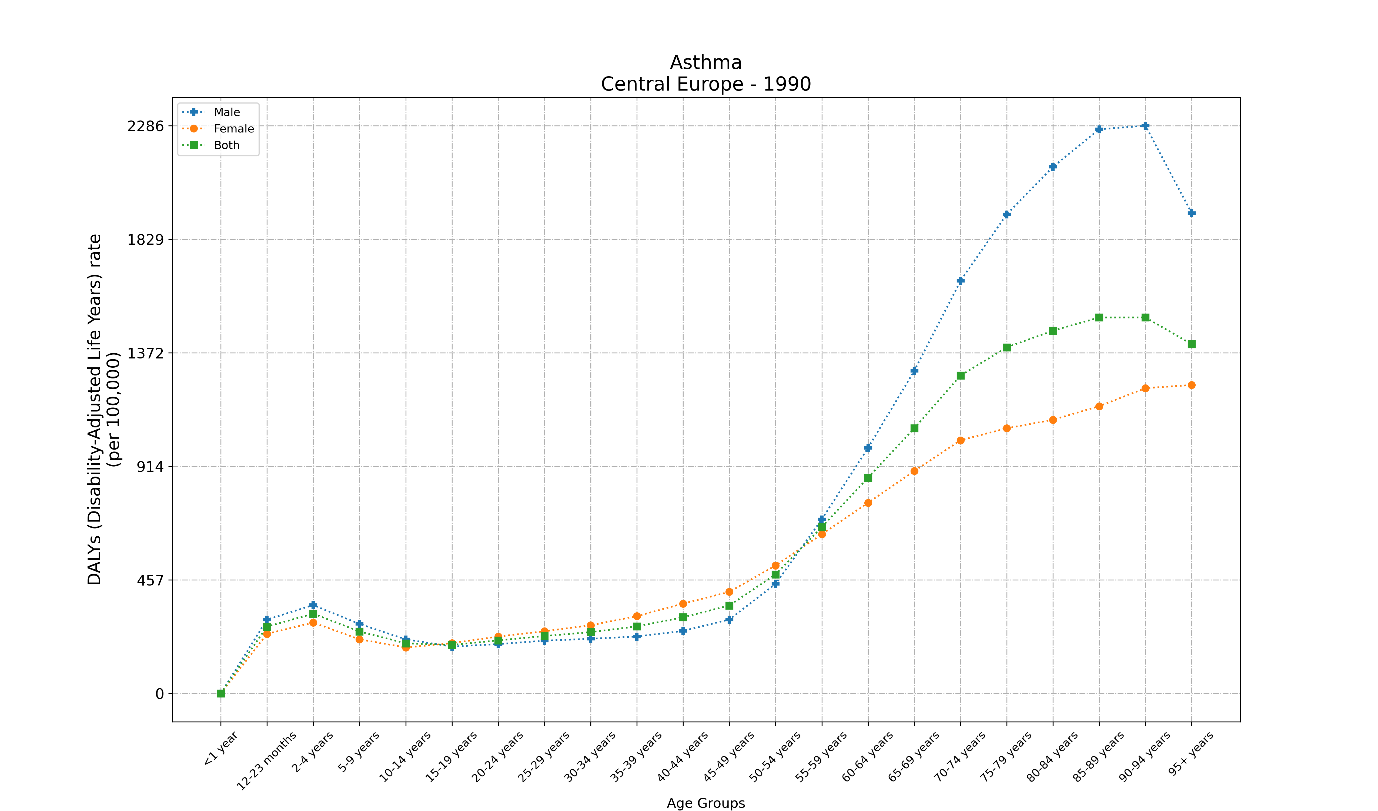 Asthma
Central Europe - 1990
Male
Female
Both
2286
1829
1372
914
457
0
DALYs (Disability-Adjusted Life Years) rate
(per 100,000)
<1 year
12-23 months
2-4 years
5-9 years
10-14 years
15-19 years
20-24 years
25-29 years
30-34 years
35-39 years
40-44 years
45-49 years
50-54 years
55-59 years
60-64 years
65-69 years
70-74 years
75-79 years
80-84 years
85-89 years
90-94 years
95+ years
Age Groups